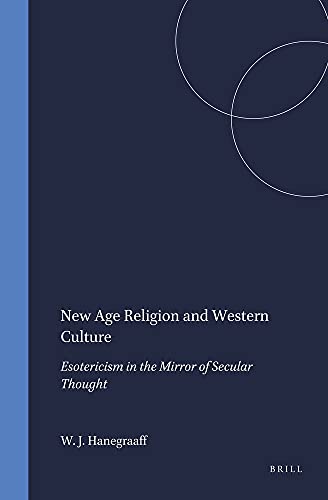 New Age Religion and Western
Culture
Esotericism in the Mirror of Secular
Thought
W. J. Hanegraaff
BRILL